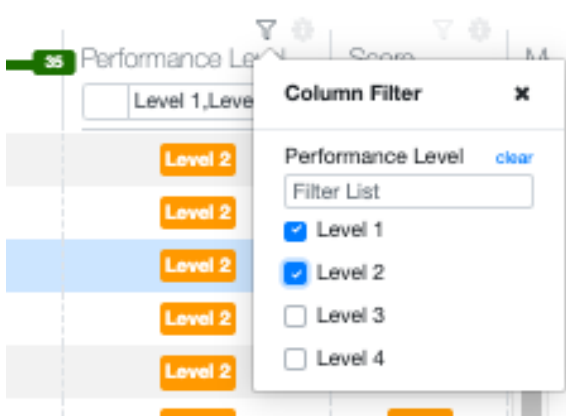 35
Performance Level
Score
M
Level 1,Leve
Column Filter
Performance Level clear
Filter List
Level 1
Level 2
Level 3
Level 4
Level 2
Level 2
Level 2
Level 2
Level 2